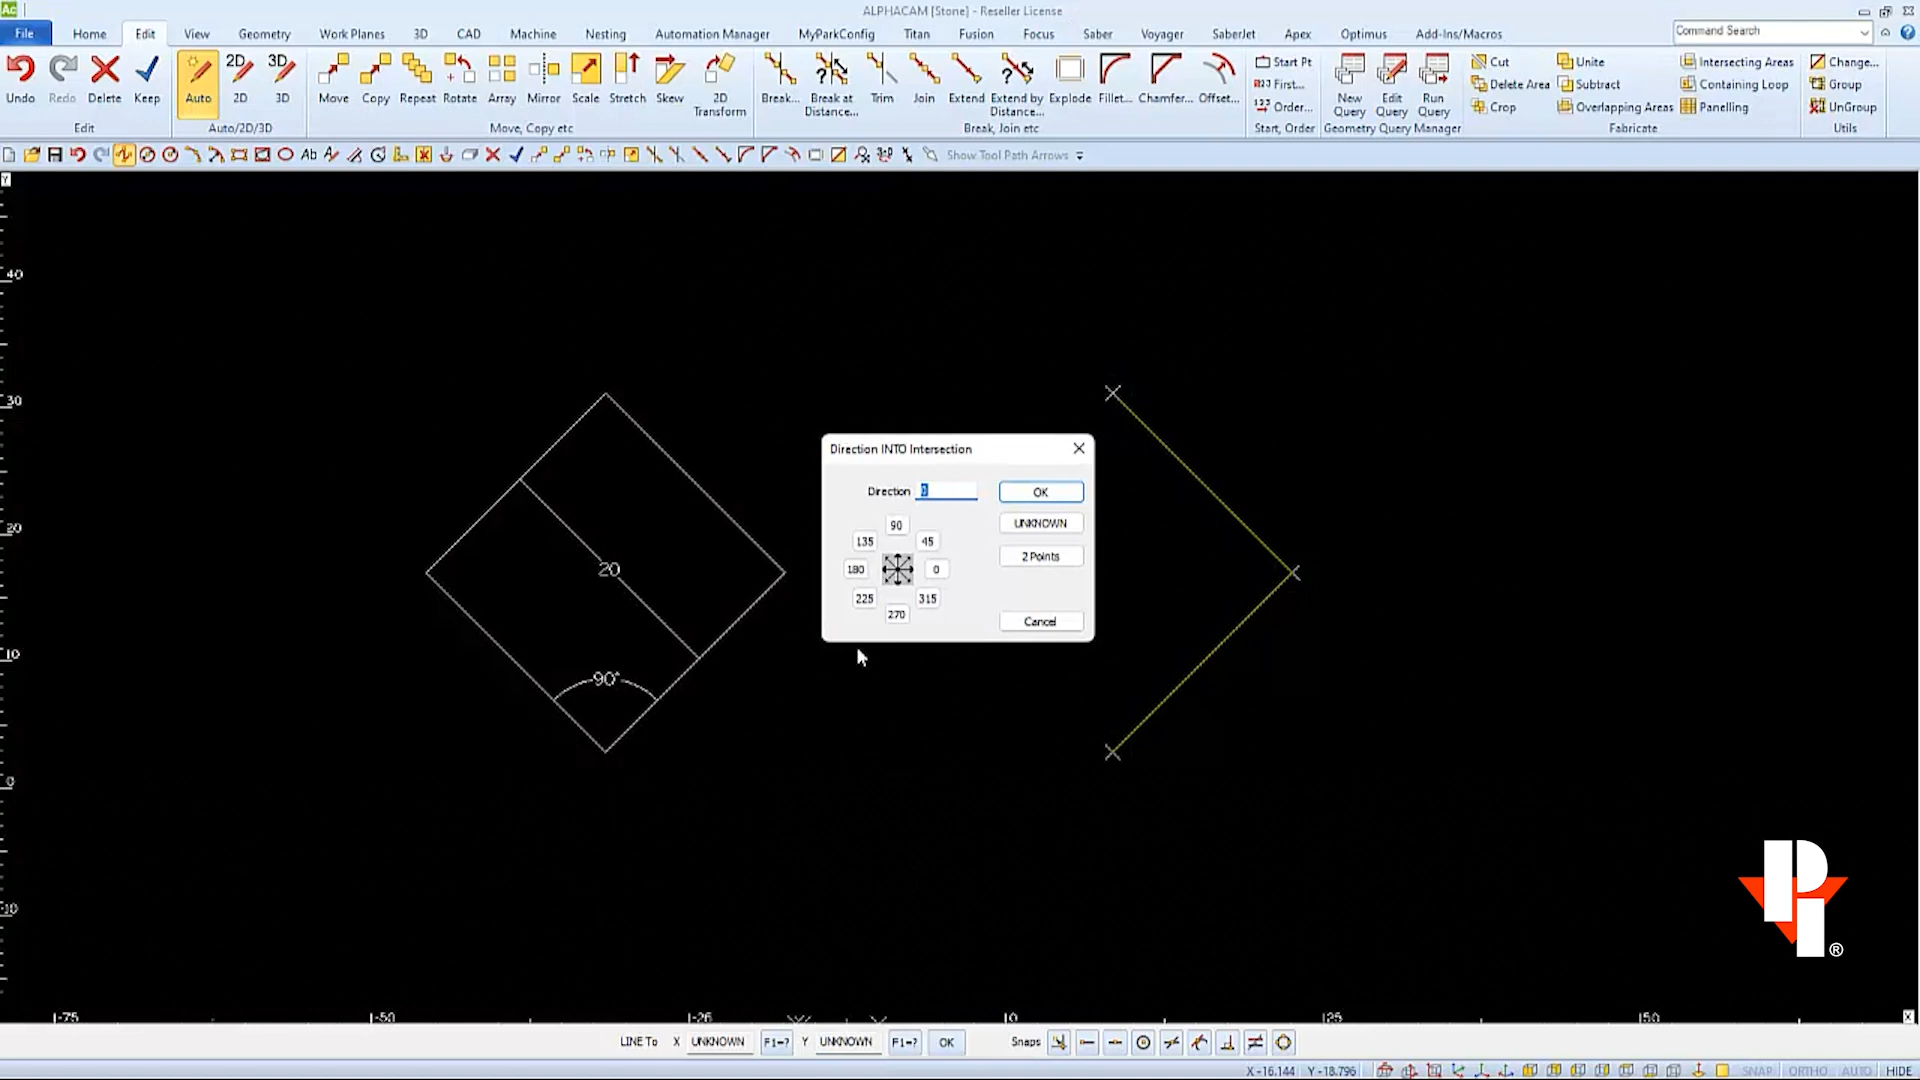 ALPHACAM [Stone] - Reseller License
File Home Edit View Geometry Work Planes 3D CAD Machine Nesting Automation Manager MyParkConfig Titan Fusion Focus Saber Voyager SaberJet Apex Optimus Add-Ins/Macros Command Search
Undo Redo Delete Keep
Edit
Auto 2D 3D
Auto/2D/3D
Move Copy Repeat Rotate Array Mirror Scale Stretch Skew 2D Transform
Move, Copy etc
Break... Break at Distance... Trim Join Extend Extend by Distance... Explode Fillet... Chamfer... Offset...
Break, Join etc
Start Pt
First...
Order...
Start, Order
New Query Edit Query Run Query
Geometry Query Manager
Cut Unite Intersecting Areas
Delete Area Subtract Containing Loop
Crop Overlapping Areas Panelling
Fabricate
Change...
Group
UnGroup
Utils
Show Tool Path Arrows
Y
40
30
20
10
0
-10
20
90°
Direction INTO Intersection
Direction 0 OK
90 UNKNOWN
135 45
2 Points
180 0
225 315
270 Cancel
PI®
-75 -50 -26 0 25 50 X
LINE To X UNKNOWN F1=? Y UNKNOWN F1=? OK Snaps
X -16.144 Y -18.796 SNAP ORTHO AUTO HIDE